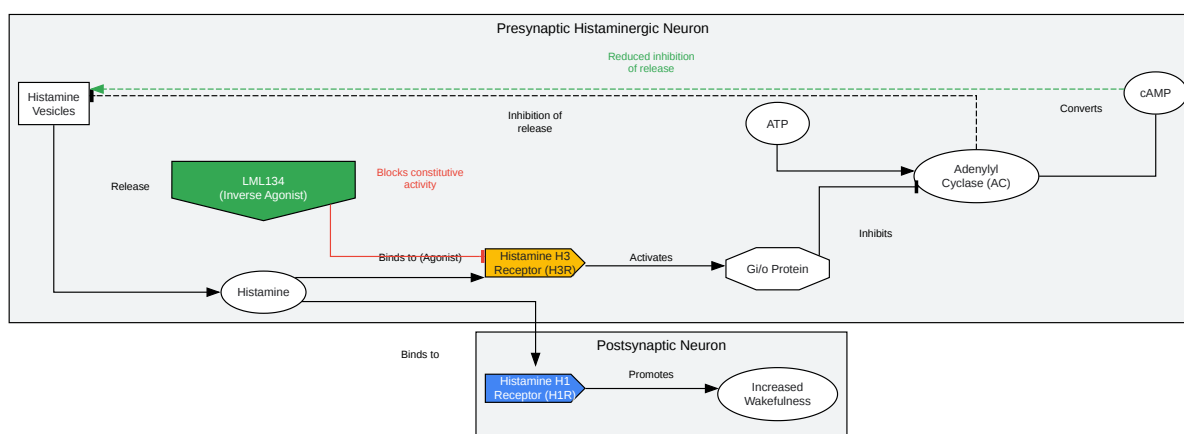 Presynaptic Histaminergic Neuron
Reduced inhibition
of release
Histamine
Vesicles
cAMP
Converts
Inhibition of
release
ATP
Adenylyl
Cyclase (AC)
Release
LML134
(Inverse Agonist)
Blocks constitutive
activity
Inhibits
Binds to (Agonist)
Histamine H3
Receptor (H3R)
Activates
Gi/o Protein
Histamine
Postsynaptic Neuron
Binds to
Histamine H1
Receptor (H1R)
Promotes
Increased
Wakefulness